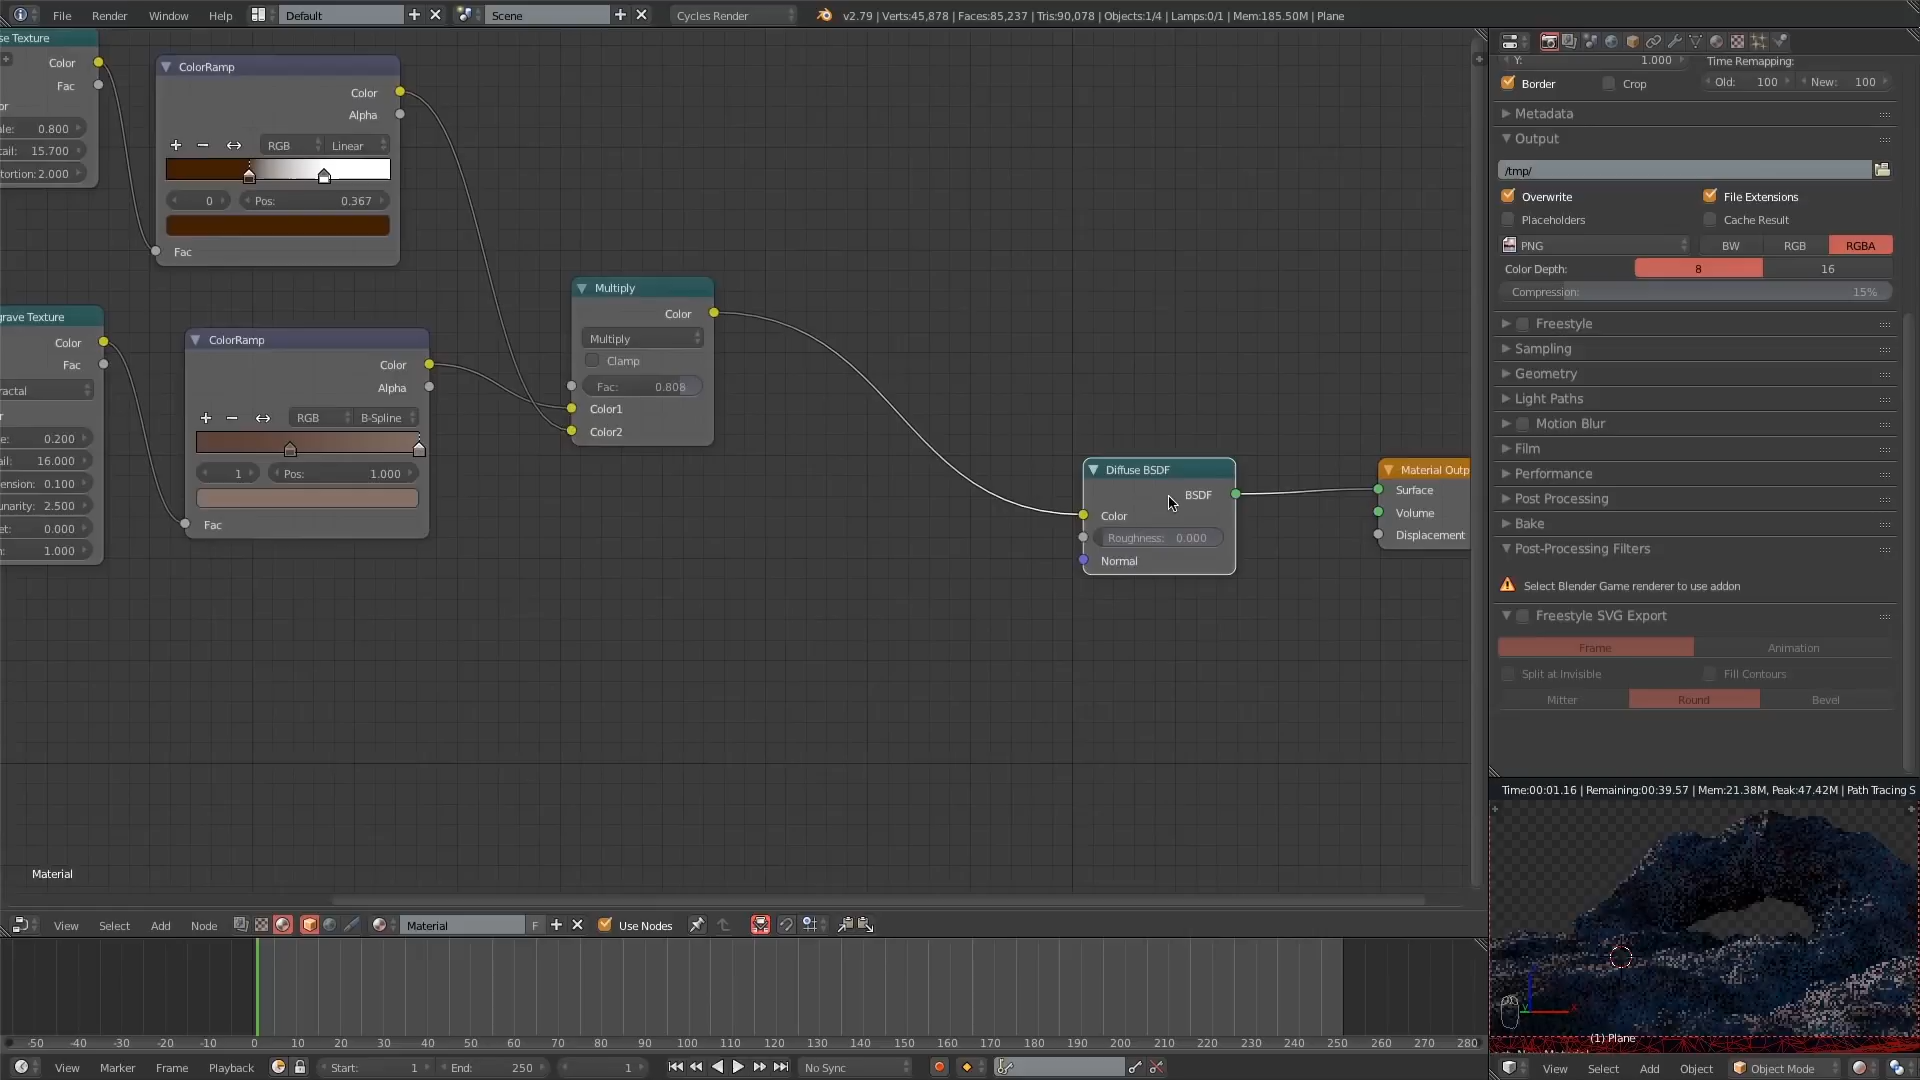 File Render Window Help Default Scene Cycles Render v2.79 | Verts:45,878 | Faces:85,237 | Tris:90,078 | Objects:1/4 | Lamps:0/1 | Mem:185.50M | Plane
se Texture
Color
Fac
or
ale: 0.800
tail: 15.700
tortion: 2.000
ColorRamp
Color
Alpha
RGB Linear
0 Pos: 0.367
Fac
grave Texture
Color
Fac
ractal
e: 0.200
ail: 16.000
ension: 0.100
unarity: 2.500
et: 0.000
n: 1.000
ColorRamp
Color
Alpha
RGB B-Spline
1 Pos: 1.000
Fac
Multiply
Color
Multiply
Clamp
Fac: 0.808
Color1
Color2
Diffuse BSDF
BSDF
Color
Roughness: 0.000
Normal
Material Outp
Surface
Volume
Displacement
Material
View Select Add Node Material F Use Nodes
-50 -40 -30 -20 -10 0 10 20 30 40 50 60 70 80 90 100 110 120 130 140 150 160 170 180 190 200 210 220 230 240 250 260 270 280
View Marker Frame Playback Start: 1 End: 250 1 No Sync
Y: 1.000 Time Remapping:
Border Crop Old: 100 New: 100
Metadata
Output
/tmp/
Overwrite File Extensions
Placeholders Cache Result
PNG BW RGB RGBA
Color Depth: 8 16
Compression: 15%
Freestyle
Sampling
Geometry
Light Paths
Motion Blur
Film
Performance
Post Processing
Bake
Post-Processing Filters
Select Blender Game renderer to use addon
Freestyle SVG Export
Frame Animation
Split at Invisible Fill Contours
Mitter Round Bevel
Time:00:01.16 | Remaining:00:39.57 | Mem:21.38M, Peak:47.42M | Path Tracing S
(1) Plane
View Select Add Object Object Mode